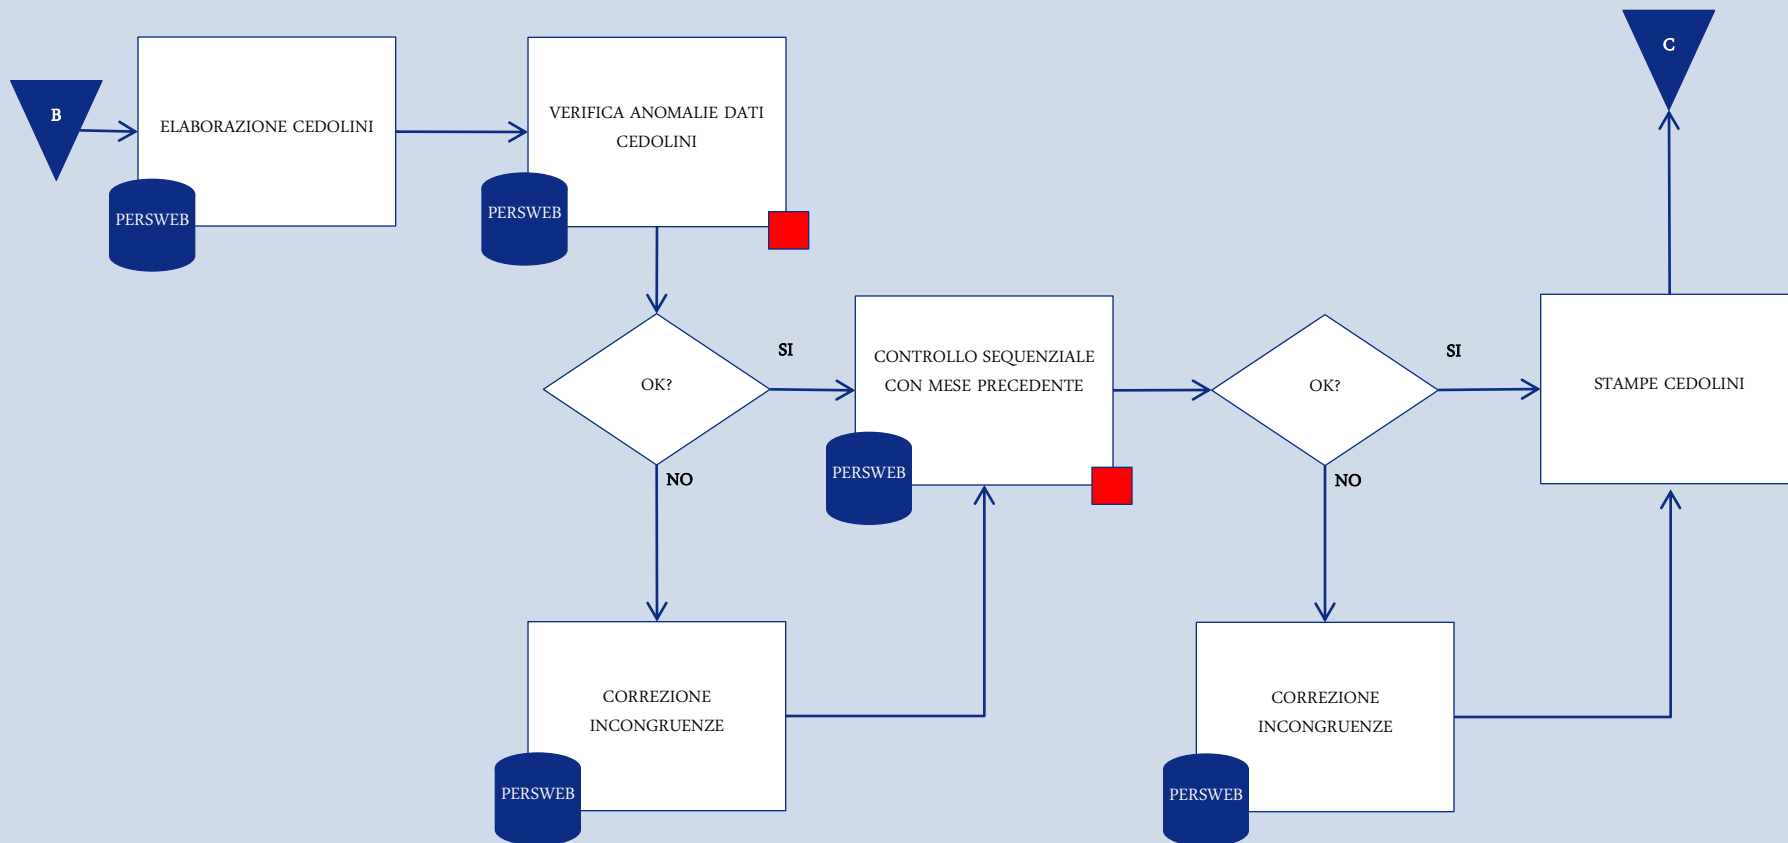 B
ELABORAZIONE CEDOLINI
PERSWEB
VERIFICA ANOMALIE DATI
CEDOLINI
PERSWEB
OK?
SI
NO
CONTROLLO SEQUENZIALE
CON MESE PRECEDENTE
PERSWEB
OK?
SI
NO
STAMPE CEDOLINI
C
CORREZIONE
INCONGRUENZE
PERSWEB
CORREZIONE
INCONGRUENZE
PERSWEB